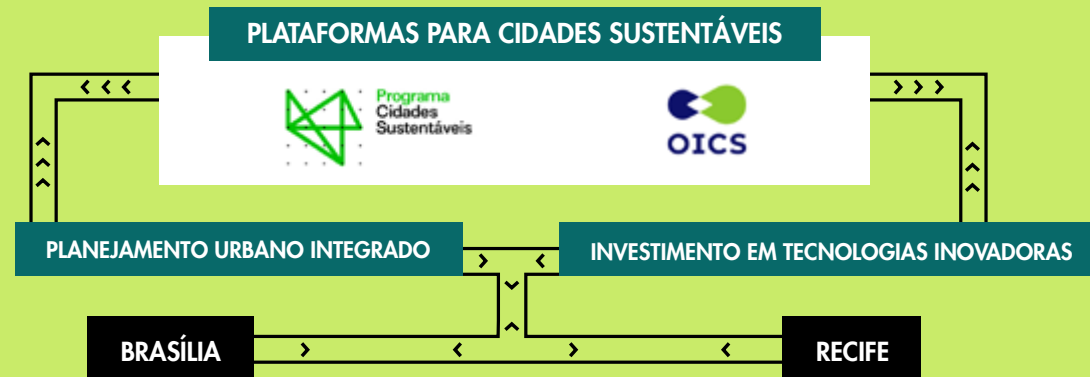 PLATAFORMAS PARA CIDADES SUSTENTÁVEIS
Programa
Cidades
Sustentáveis
OICS
PLANEJAMENTO URBANO INTEGRADO
INVESTIMENTO EM TECNOLOGIAS INOVADORAS
BRASÍLIA
RECIFE